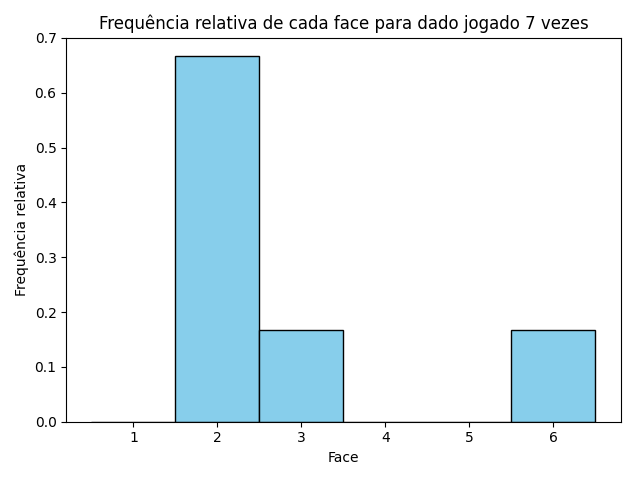 Frequência relativa de cada face para dado jogado 7 vezes
0.7
0.6
0.5
0.4
0.3
0.2
0.1
0.0
Frequência relativa
1 2 3 4 5 6
Face